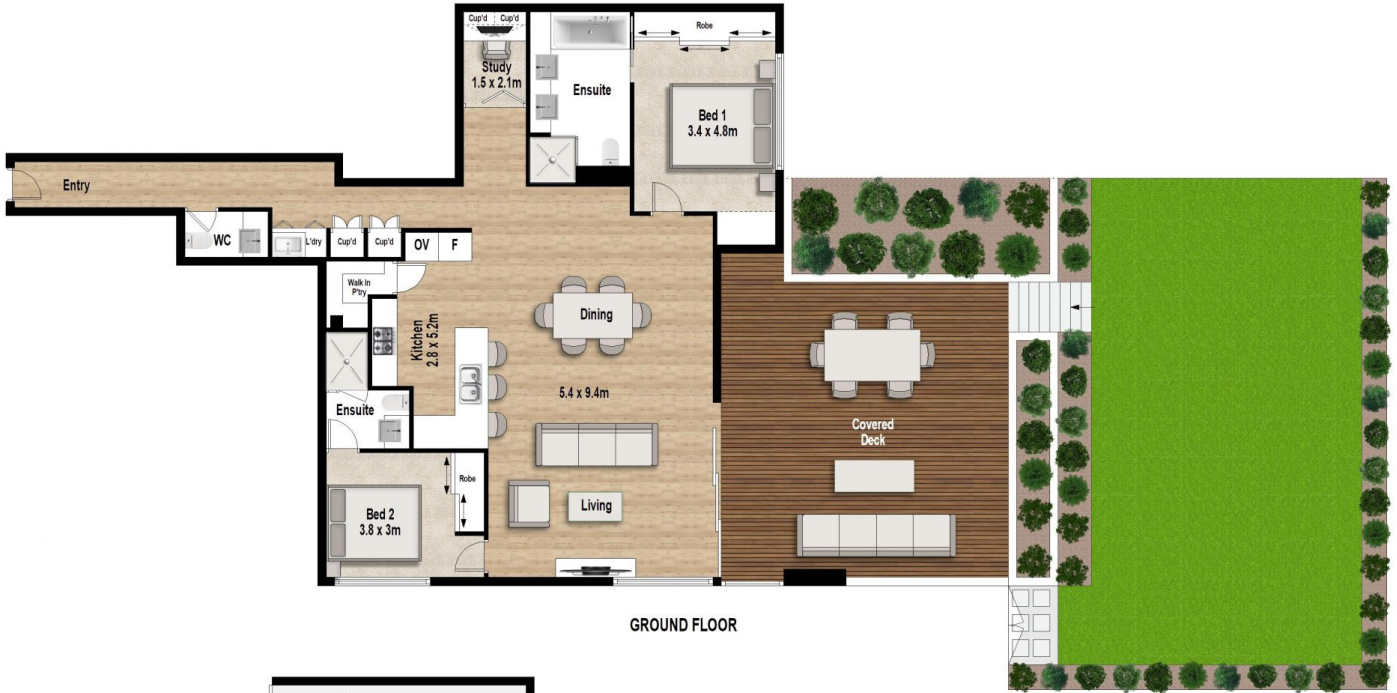 Cup'd Cup'd
Robe
Study
1.5 x 2.1m
Ensuite
Bed 1
3.4 x 4.8m
Entry
WC
L'dry
Cup'd
Cup'd
OV
F
Walk In
P'try
Kitchen
2.8 x 5.2m
Dining
5.4 x 9.4m
Ensuite
Covered
Deck
Robe
Bed 2
3.8 x 3m
Living
GROUND FLOOR